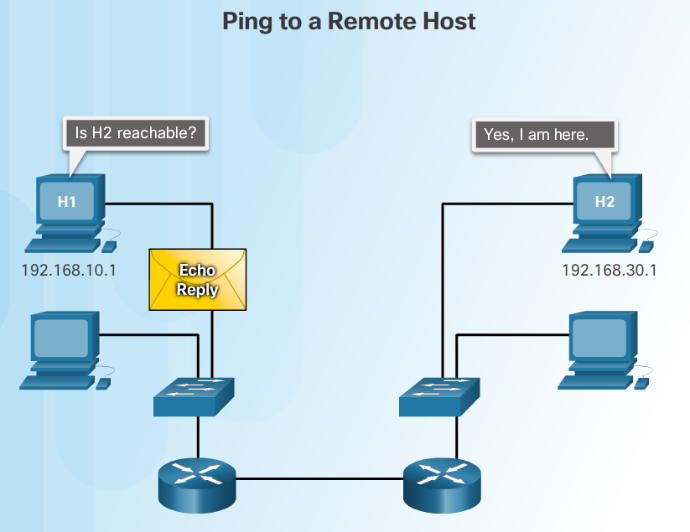 Ping to a Remote Host
Is H2 reachable?
Yes, I am here.
H1
H2
192.168.10.1
192.168.30.1
Echo
Reply